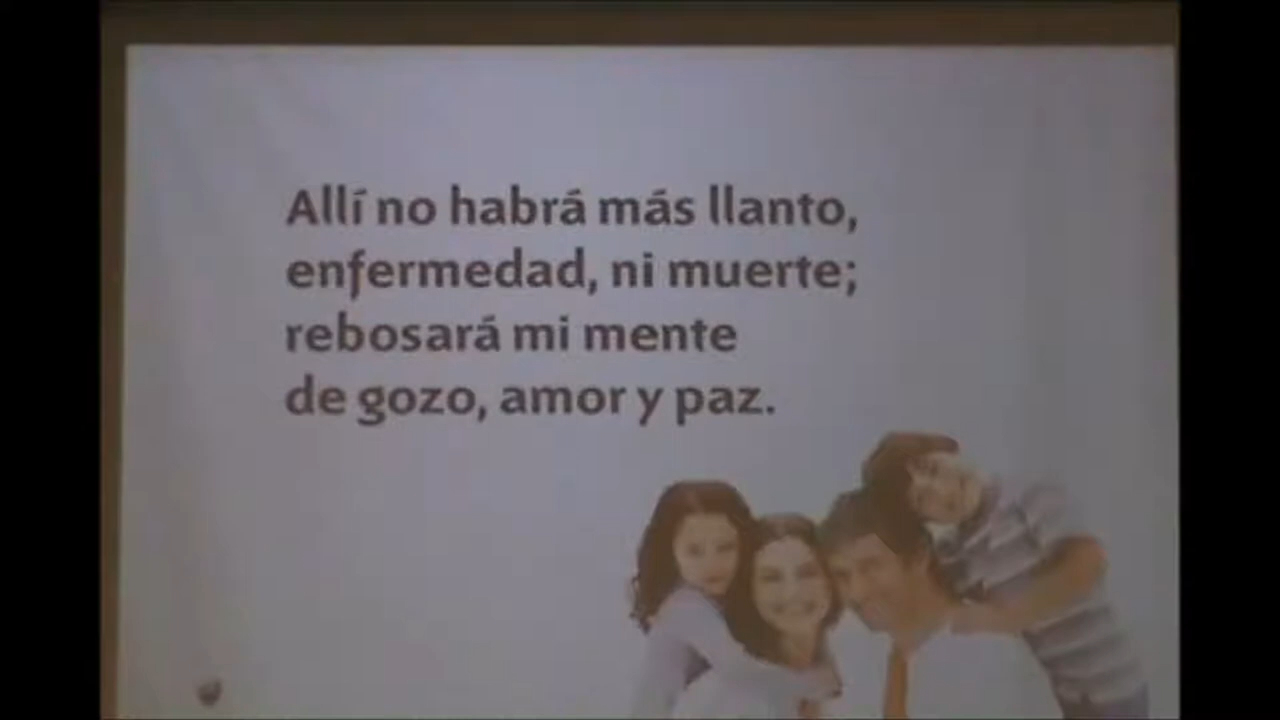 Allí no habrá más llanto,
enfermedad, ni muerte;
rebosará mi mente
de gozo, amor y paz.